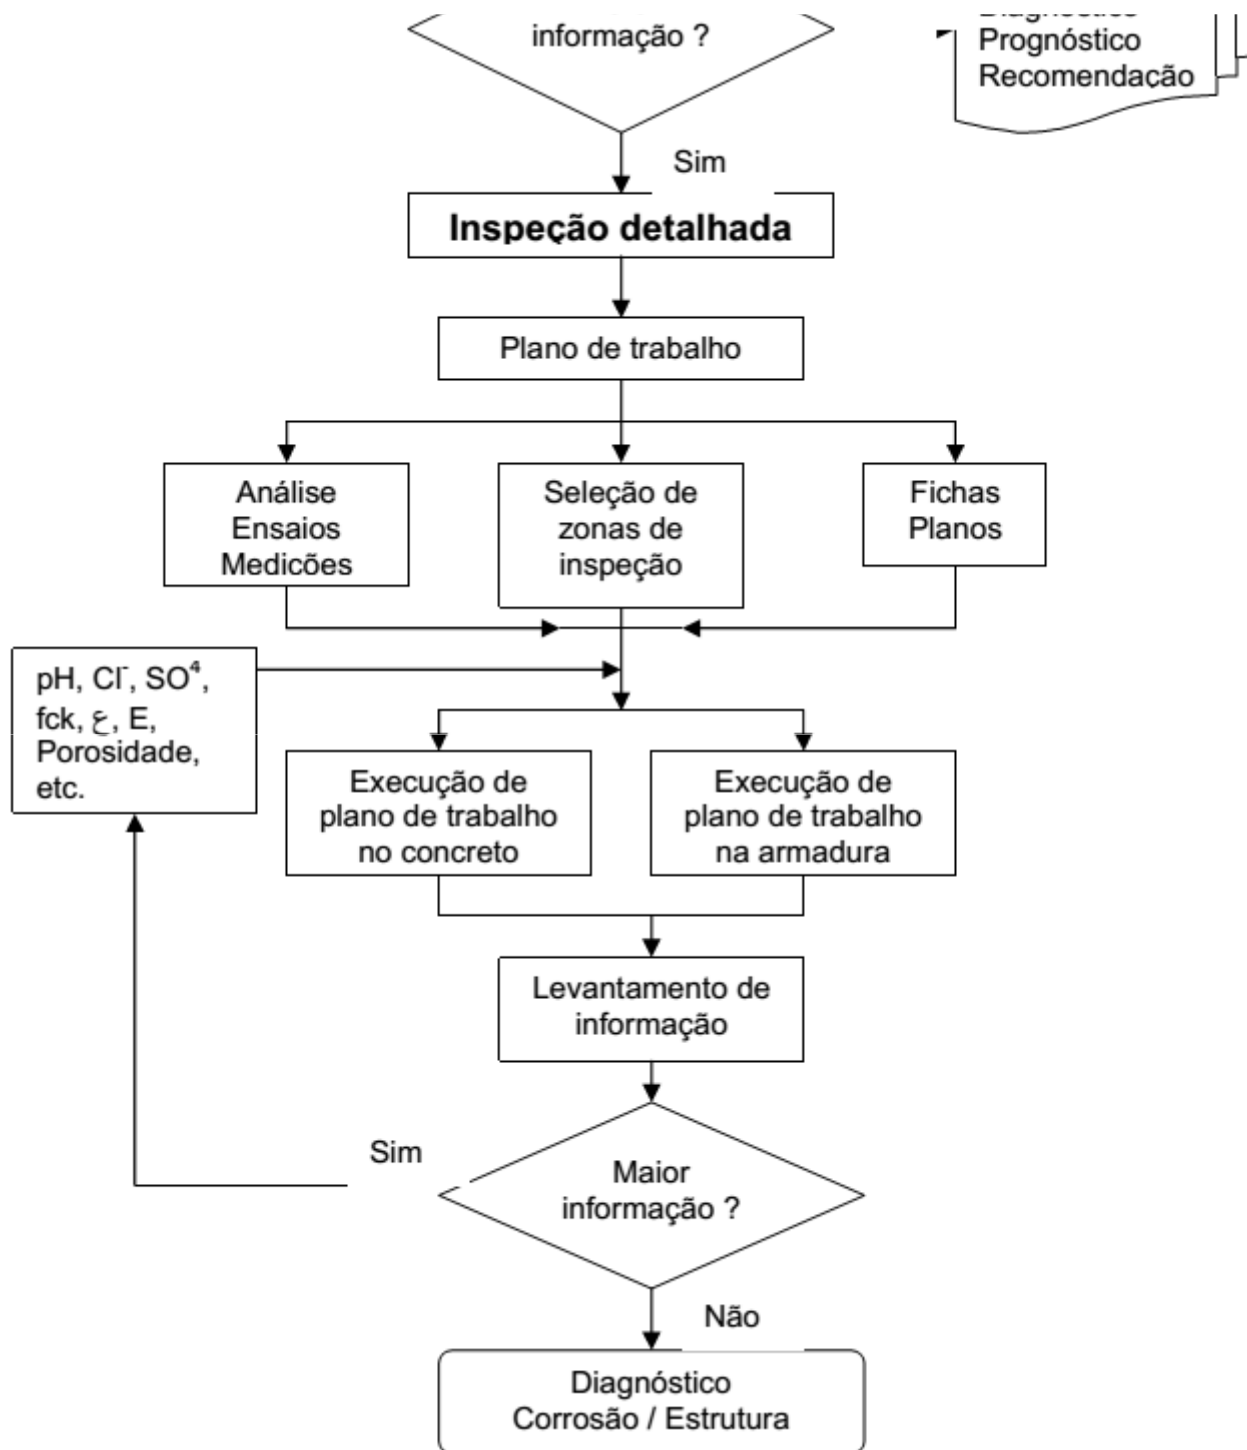 informação ?
Diagnóstico
Prognóstico
Recomendação
Sim
Inspeção detalhada
Plano de trabalho
Análise
Ensaios
Medicões
Seleção de
zonas de
inspeção
Fichas
Planos
pH, Cl⁻, SO⁴,
fck, ع, E,
Porosidade,
etc.
Execução de
plano de trabalho
no concreto
Execução de
plano de trabalho
na armadura
Levantamento de
informação
Sim
Maior
informação ?
Não
Diagnóstico
Corrosão / Estrutura